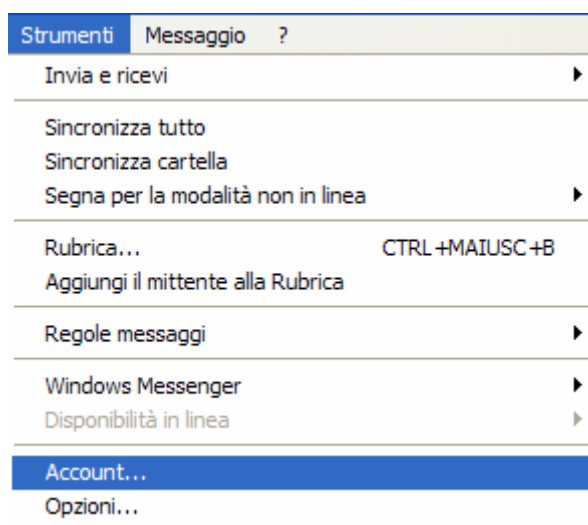 Strumenti Messaggio ?
Invia e ricevi
Sincronizza tutto
Sincronizza cartella
Segna per la modalità non in linea
Rubrica... CTRL+MAIUSC+B
Aggiungi il mittente alla Rubrica
Regole messaggi
Windows Messenger
Disponibilità in linea
Account...
Opzioni...